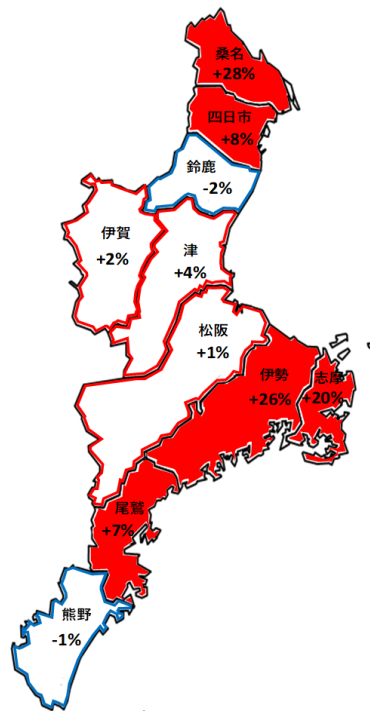 桑名
+28%
四日市
+8%
鈴鹿
-2%
伊賀
+2%
津
+4%
松阪
+1%
伊勢
+26%
志摩
+20%
尾鷲
+7%
熊野
-1%